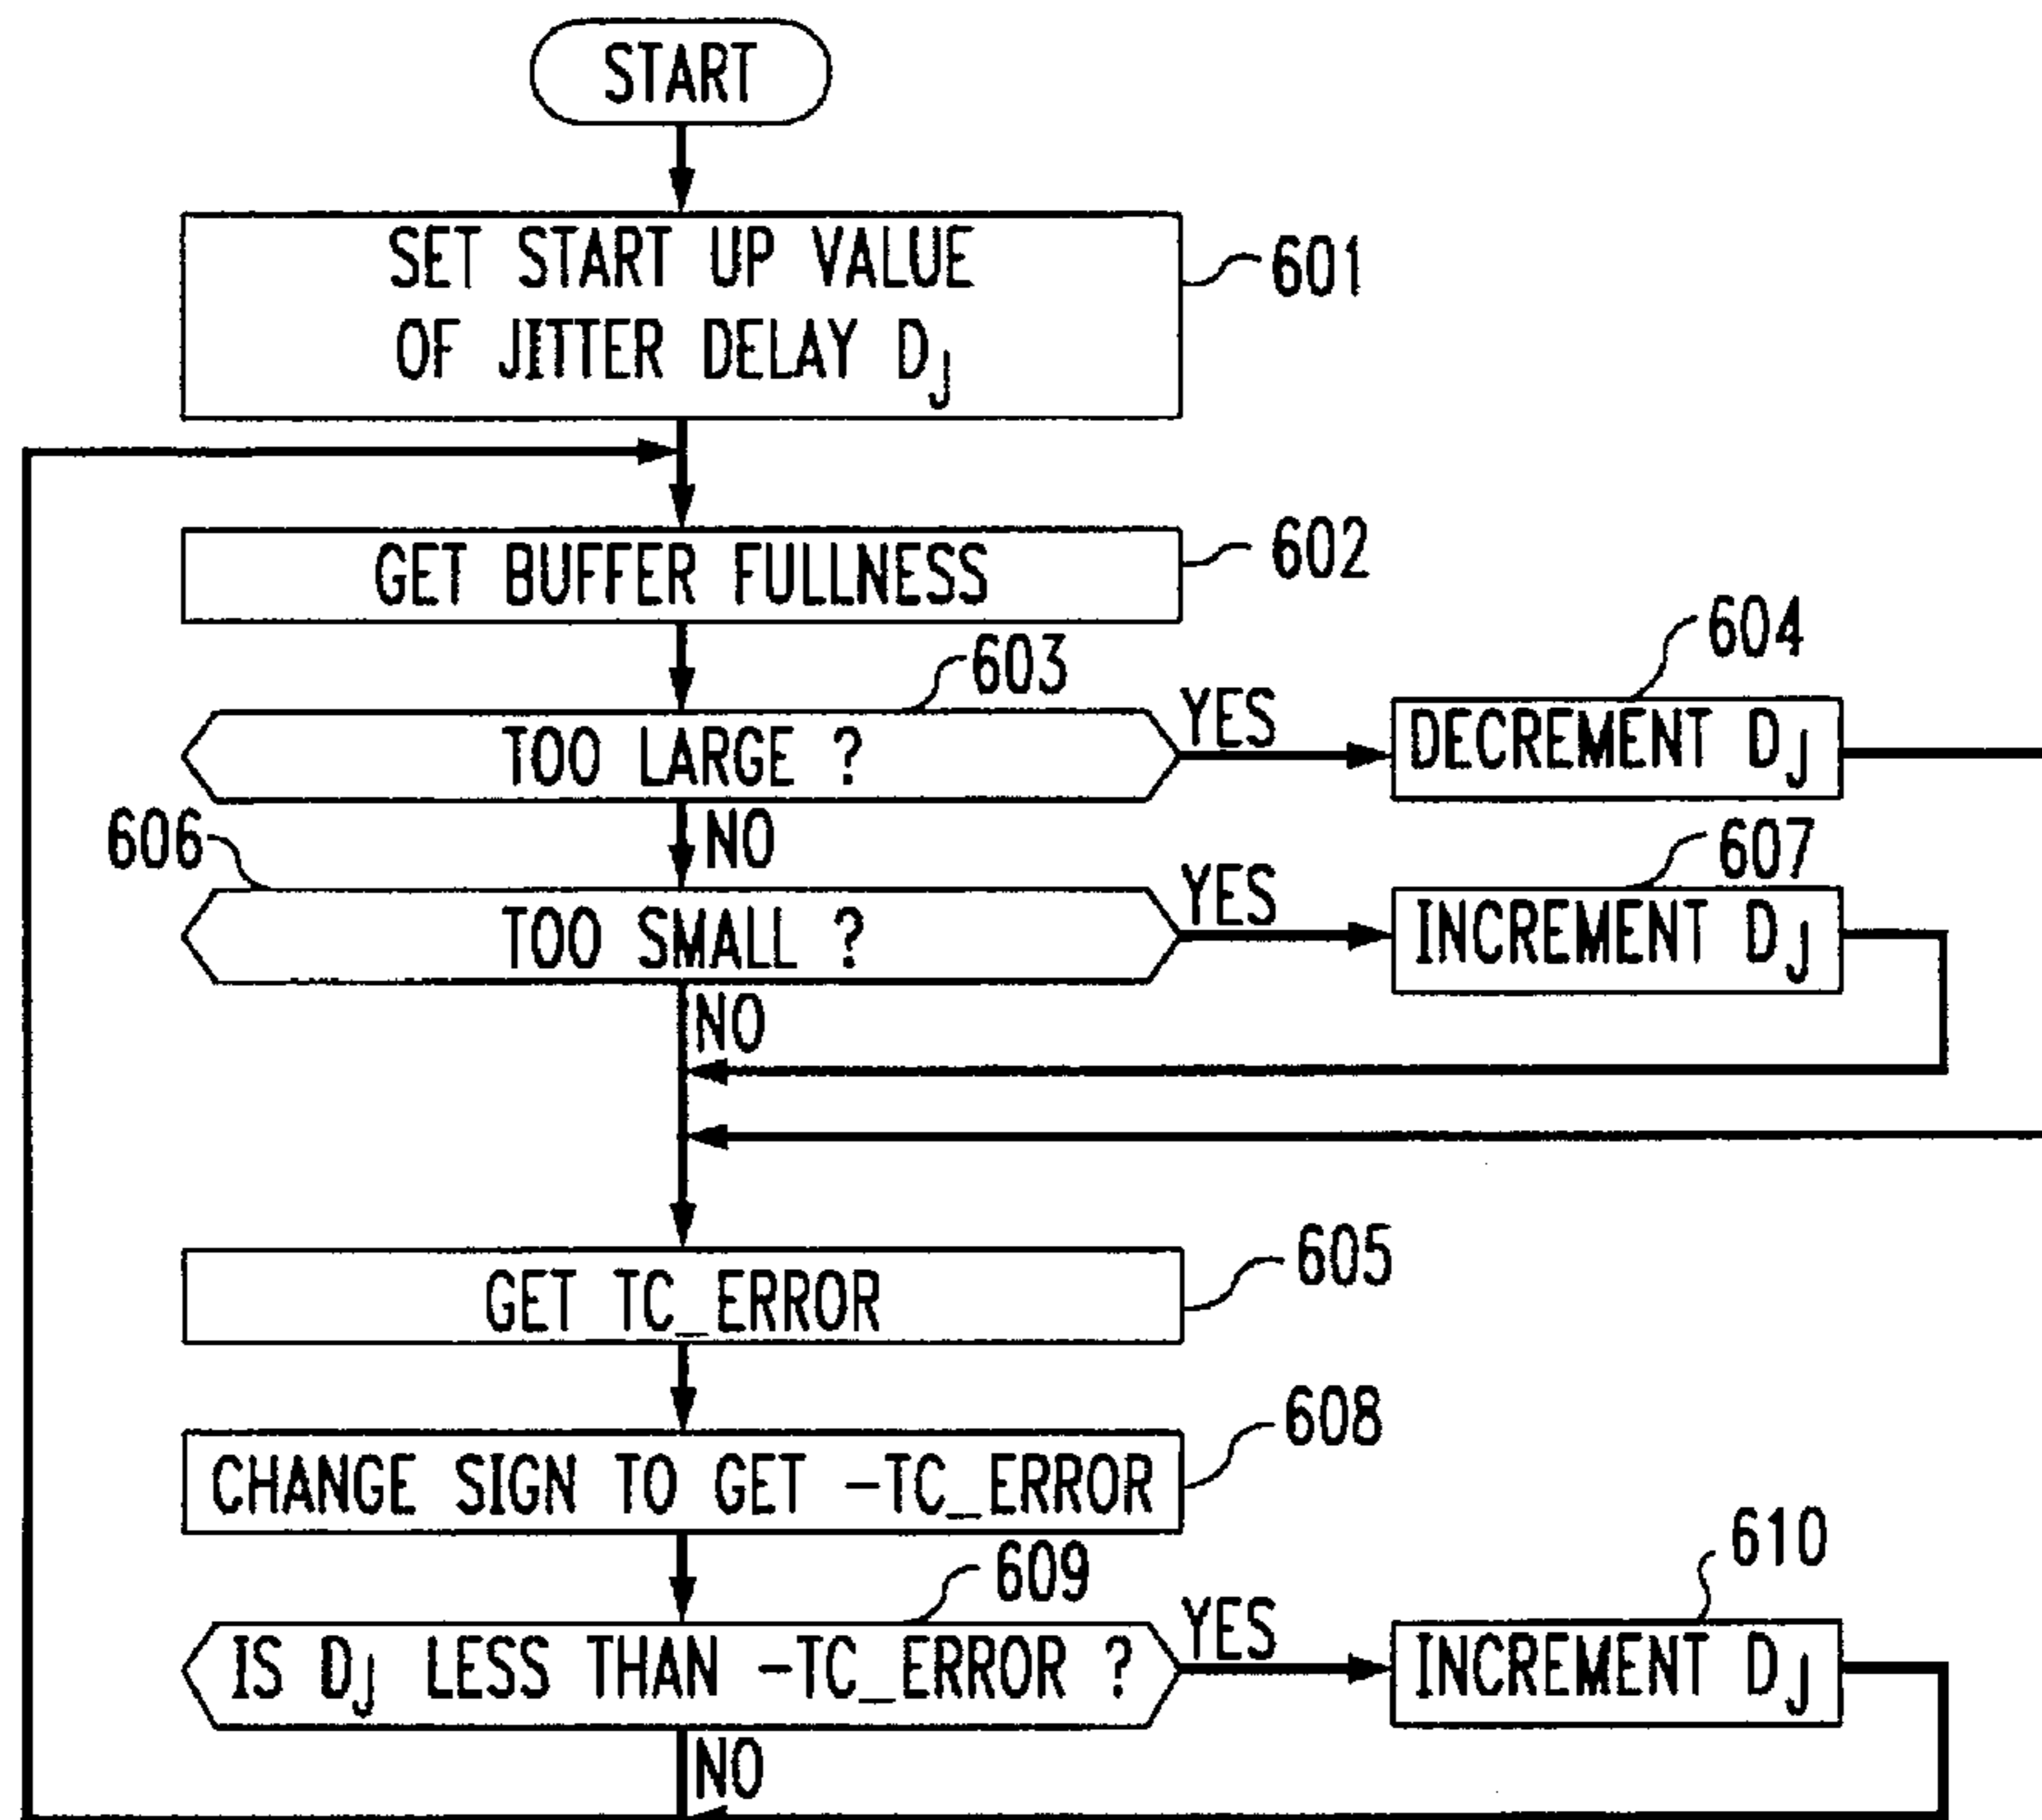 START
SET START UP VALUE
OF JITTER DELAY DJ
601
GET BUFFER FULLNESS
602
603
TOO LARGE ?
YES
604
DECREMENT DJ
NO
606
TOO SMALL ?
YES
607
INCREMENT DJ
NO
GET TC_ERROR
605
CHANGE SIGN TO GET -TC_ERROR
608
609
IS DJ LESS THAN -TC_ERROR ?
YES
610
INCREMENT DJ
NO